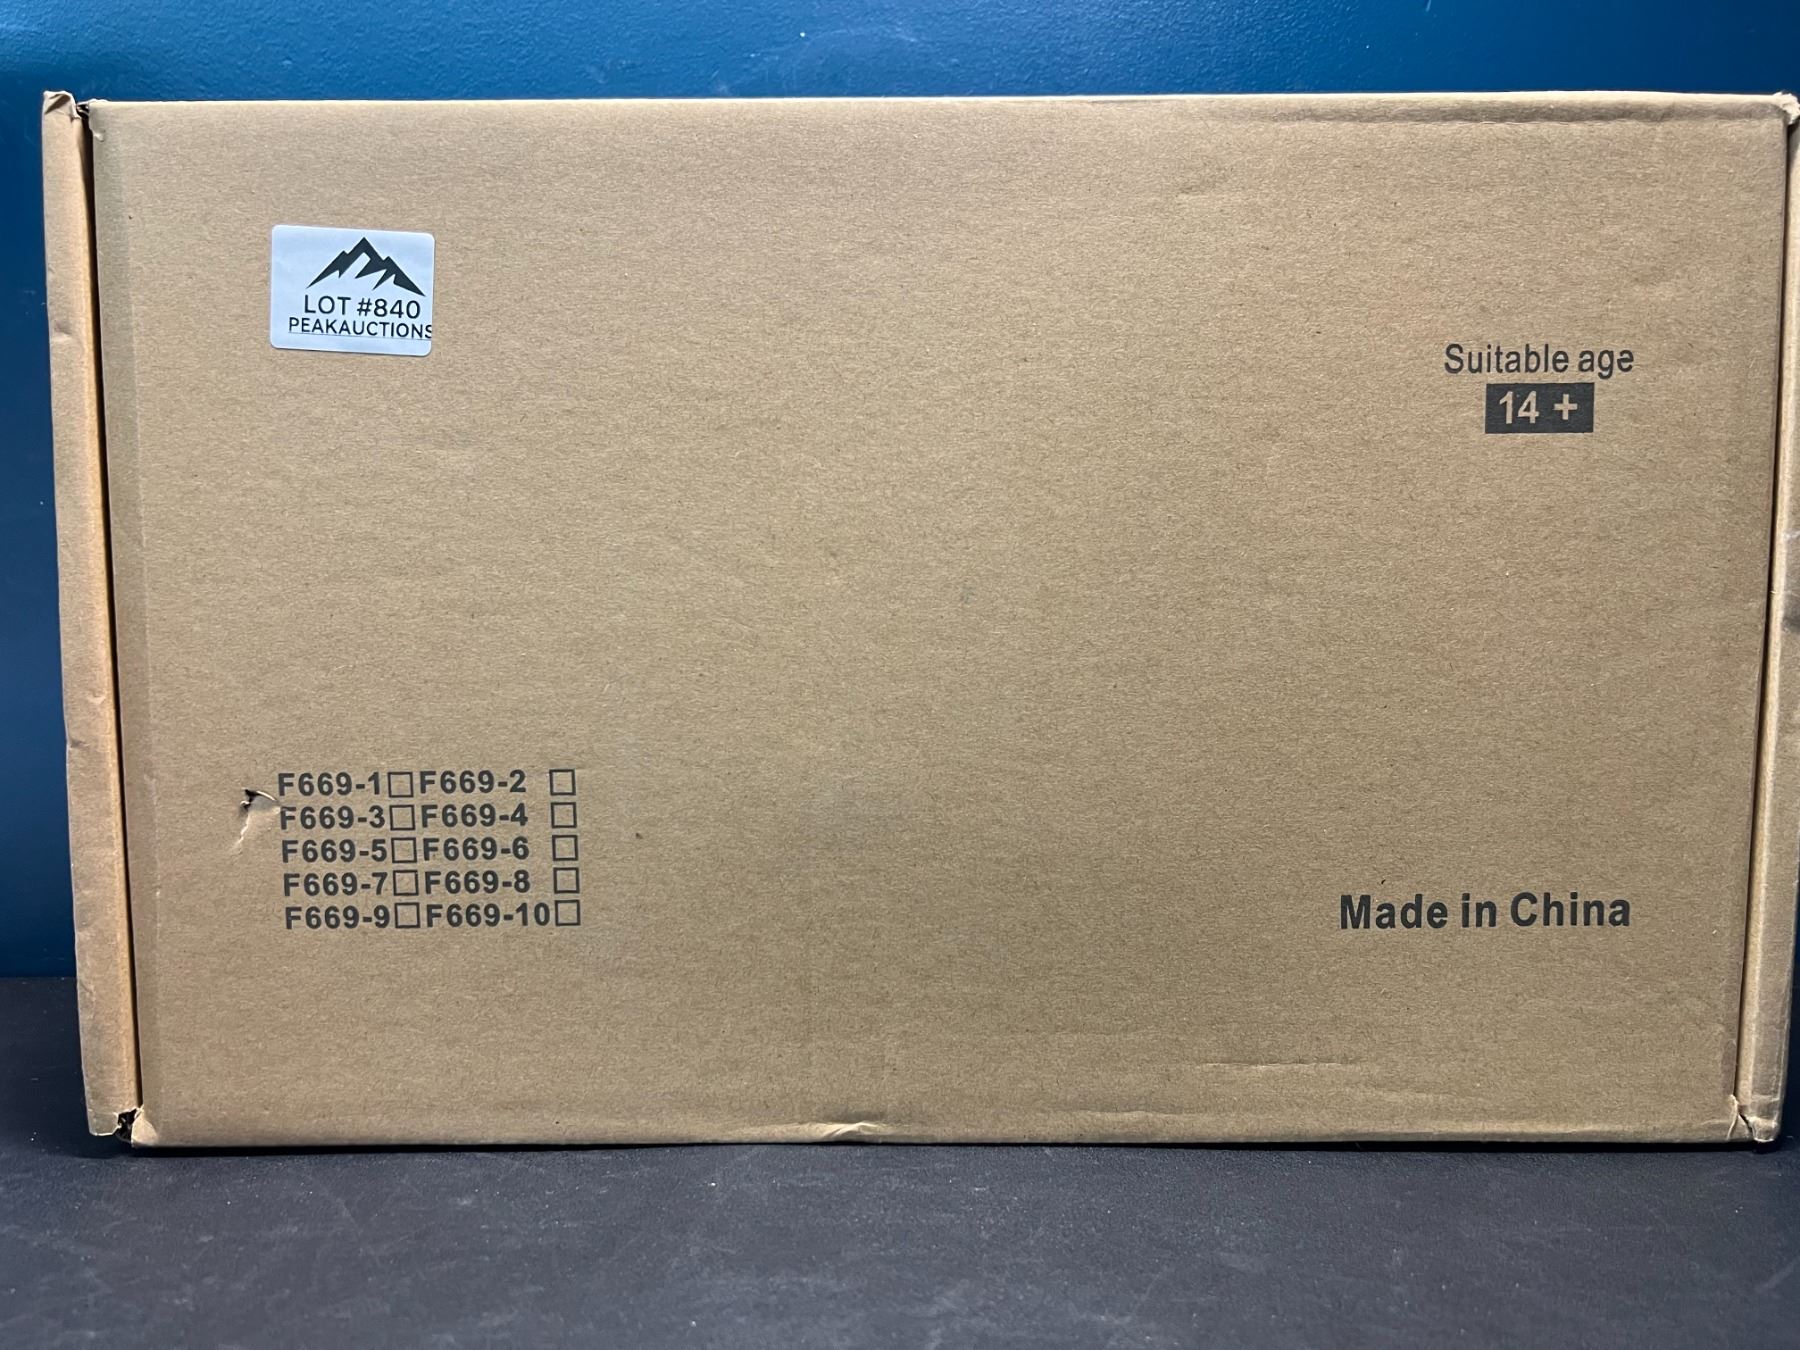 LOT #840
PEAKAUCTIONS
Suitable age
14 +
F669-1□F669-2 □
F669-3□F669-4 □
F669-5□F669-6 □
F669-7□F669-8 □
F669-9□F669-10□
Made in China